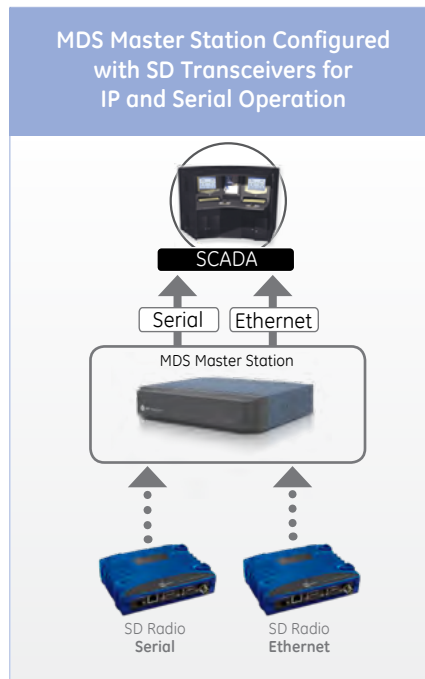 MDS Master Station Configured
with SD Transceivers for
IP and Serial Operation
SCADA
Serial
Ethernet
MDS Master Station
SD Radio
Serial
SD Radio
Ethernet